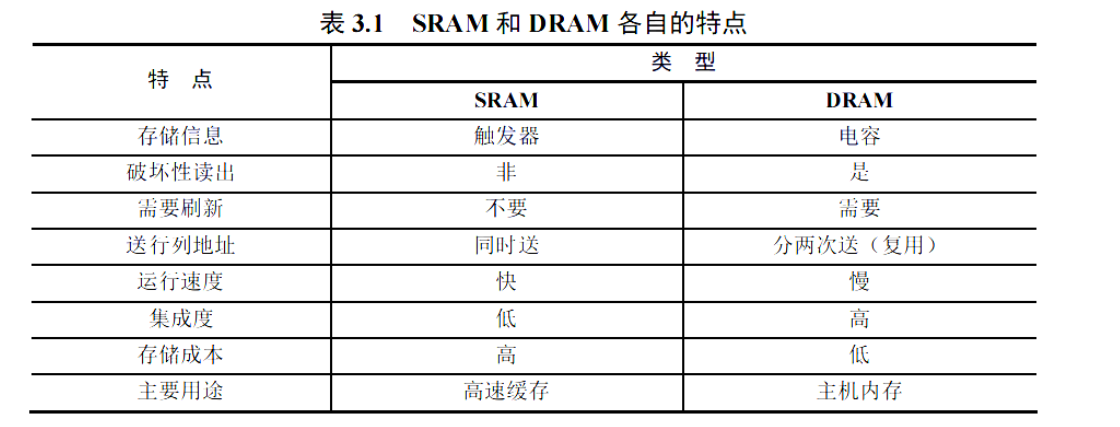 表 3.1 SRAM 和 DRAM 各自的特点
特 点 类 型
SRAM DRAM
存储信息 触发器 电容
破坏性读出 非 是
需要刷新 不要 需要
送行列地址 同时送 分两次送（复用）
运行速度 快 慢
集成度 低 高
存储成本 高 低
主要用途 高速缓存 主机内存